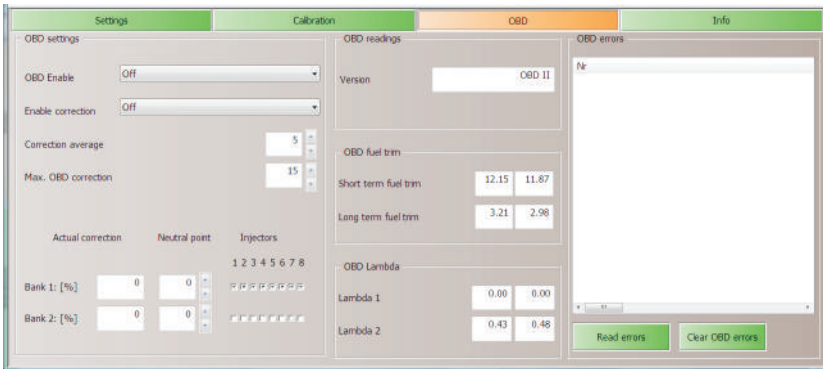 Settings
Calibration
OBD
Info
OBD settings
OBD Enable
Off
Enable correction
Off
Correction average
5
Max. OBD correction
15
Actual correction
Neutral point
Injectors
1 2 3 4 5 6 7 8
Bank 1: [%]
0
0
Bank 2: [%]
0
0
OBD readings
Version
OBD II
OBD fuel trim
Short term fuel trim
12.15
11.87
Long term fuel trim
3.21
2.98
OBD Lambda
Lambda 1
0.00
0.00
Lambda 2
0.43
0.48
OBD errors
Nr
Read errors
Clear OBD errors